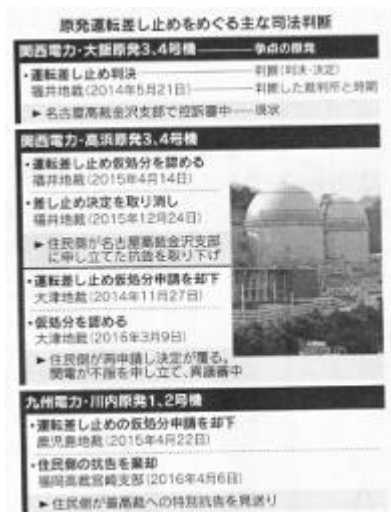 原発運転差し止めをめぐる主な司法判断
関西電力・大飯原発3、4号機 争点の原発
・運転差し止め判決 判断(判決・決定)
福井地裁(2014年5月21日) 判断した裁判所と時期
▶名古屋高裁金沢支部で控訴審中 現状
関西電力・高浜原発3、4号機
・運転差し止め仮処分を認める
福井地裁(2015年4月14日)
・差し止め決定を取り消し
福井地裁(2015年12月24日)
▶住民側が名古屋高裁金沢支部
に申し立てた抗告を取り下げ
・運転差し止め仮処分申請を却下
大津地裁(2014年11月27日)
・仮処分を認める
大津地裁(2016年3月9日)
▶住民側が再申請し決定が覆る。
関電が不服を申し立て、異議審中
九州電力・川内原発1、2号機
・運転差し止めの仮処分申請を却下
鹿児島地裁(2015年4月22日)
・住民側の抗告を棄却
福岡高裁宮崎支部(2016年4月6日)
▶住民側が最高裁への特別抗告を見送り